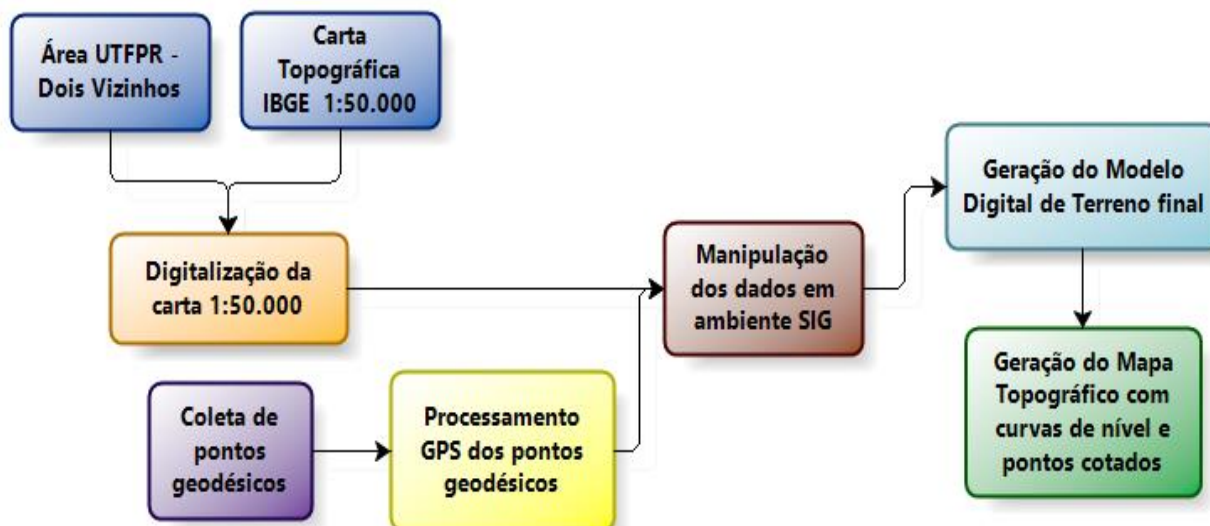 Área UTFPR -
Dois Vizinhos
Carta
Topográfica
IBGE 1:50.000
Digitalização da
carta 1:50.000
Coleta de
pontos
geodésicos
Processamento
GPS dos pontos
geodésicos
Manipulação
dos dados em
ambiente SIG
Geração do Modelo
Digital de Terreno final
Geração do Mapa
Topográfico com
curvas de nível e
pontos cotados